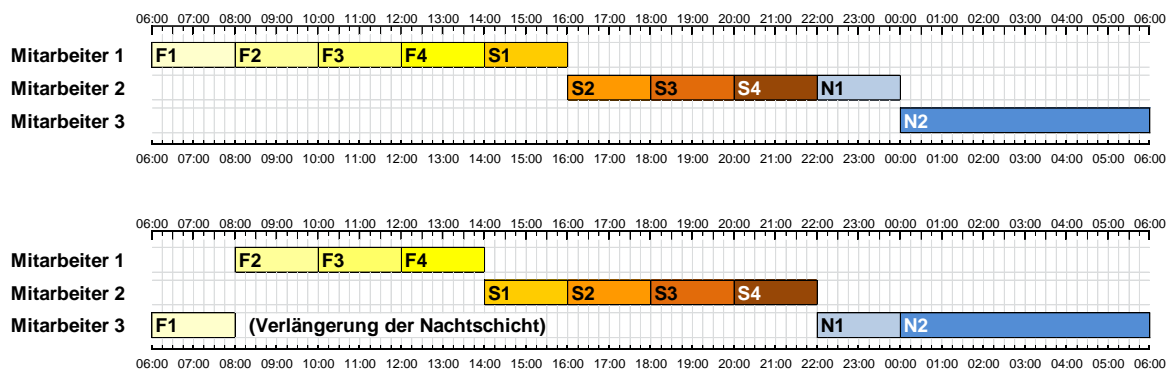 06:00 07:00 08:00 09:00 10:00 11:00 12:00 13:00 14:00 15:00 16:00 17:00 18:00 19:00 20:00 21:00 22:00 23:00 00:00 01:00 02:00 03:00 04:00 05:00 06:00
Mitarbeiter 1 F1 F2 F3 F4 S1
Mitarbeiter 2 S2 S3 S4 N1
Mitarbeiter 3 N2
06:00 07:00 08:00 09:00 10:00 11:00 12:00 13:00 14:00 15:00 16:00 17:00 18:00 19:00 20:00 21:00 22:00 23:00 00:00 01:00 02:00 03:00 04:00 05:00 06:00
06:00 07:00 08:00 09:00 10:00 11:00 12:00 13:00 14:00 15:00 16:00 17:00 18:00 19:00 20:00 21:00 22:00 23:00 00:00 01:00 02:00 03:00 04:00 05:00 06:00
Mitarbeiter 1 F2 F3 F4
Mitarbeiter 2 S1 S2 S3 S4
Mitarbeiter 3 F1 (Verlängerung der Nachtschicht) N1 N2
06:00 07:00 08:00 09:00 10:00 11:00 12:00 13:00 14:00 15:00 16:00 17:00 18:00 19:00 20:00 21:00 22:00 23:00 00:00 01:00 02:00 03:00 04:00 05:00 06:00